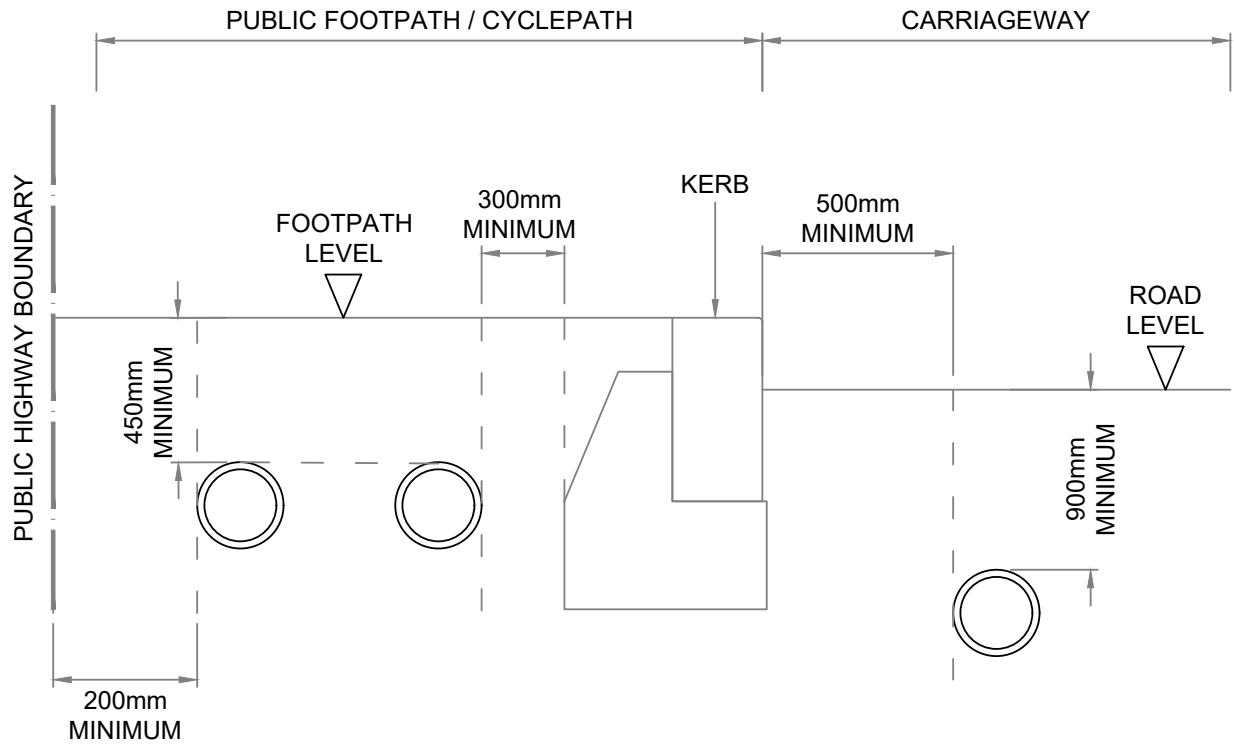 PUBLIC FOOTPATH / CYCLEPATH
CARRIAGEWAY
PUBLIC HIGHWAY BOUNDARY
FOOTPATH
LEVEL
300mm
MINIMUM
KERB
500mm
MINIMUM
ROAD
LEVEL
450mm
MINIMUM
900mm
MINIMUM
200mm
MINIMUM